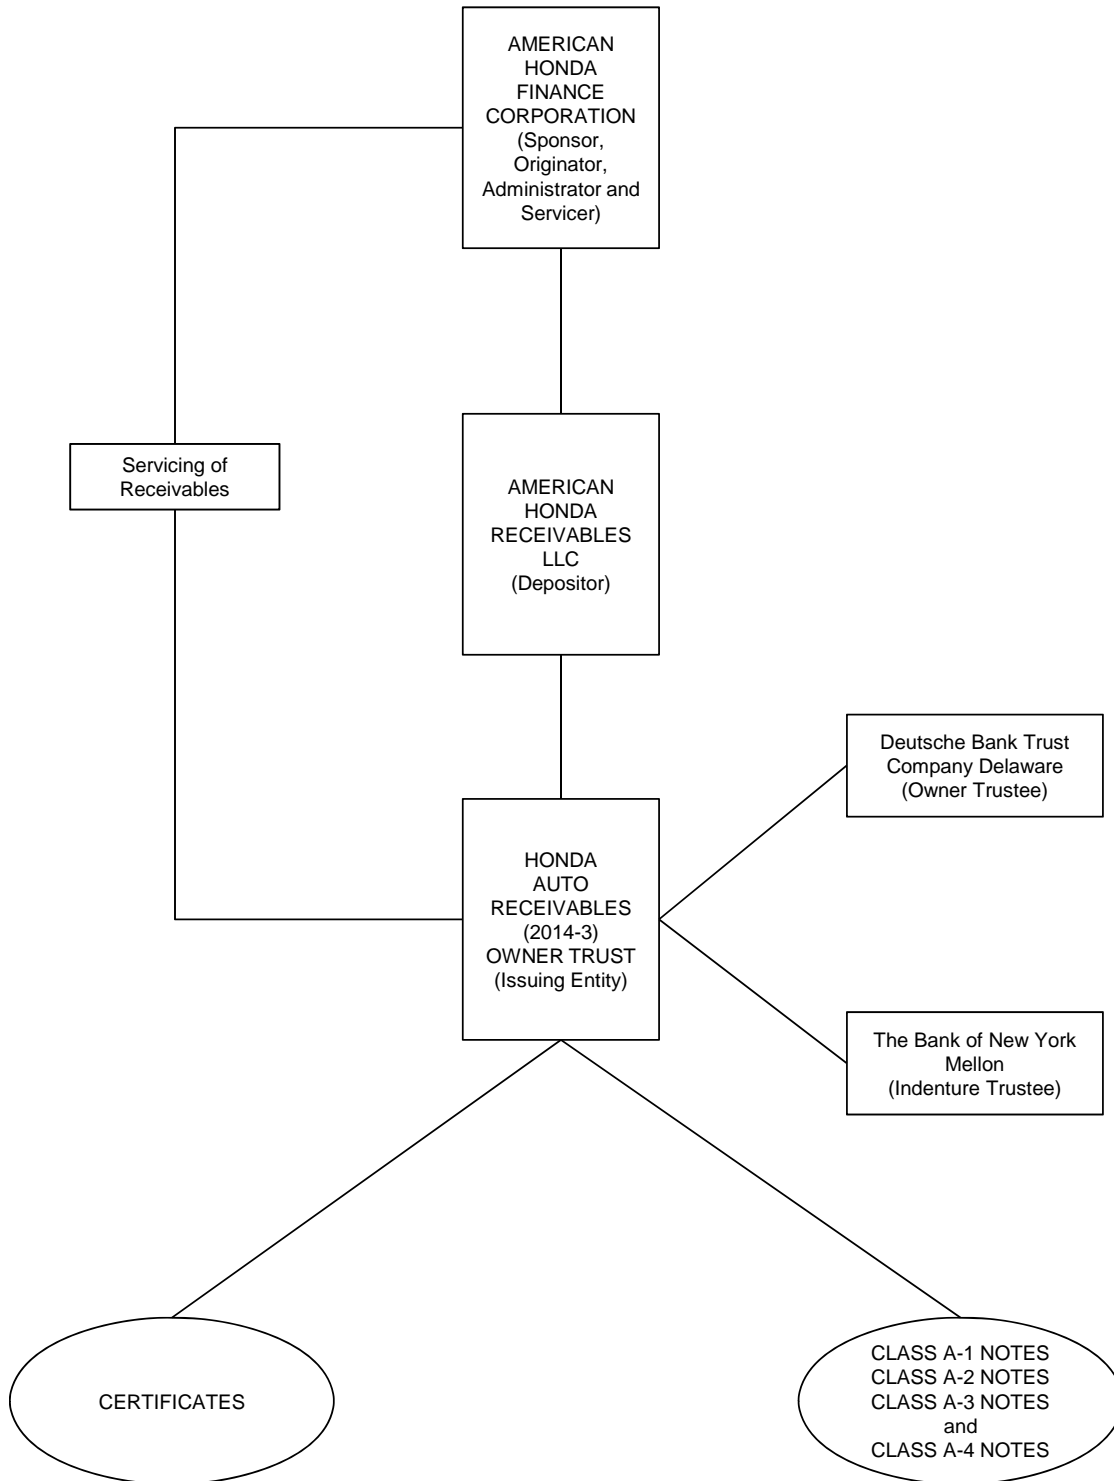 AMERICAN
HONDA
FINANCE
CORPORATION
(Sponsor,
Originator,
Administrator and
Servicer)
Servicing of
Receivables
AMERICAN
HONDA
RECEIVABLES
LLC
(Depositor)
Deutsche Bank Trust
Company Delaware
(Owner Trustee)
HONDA
AUTO
RECEIVABLES
(2014-3)
OWNER TRUST
(Issuing Entity)
The Bank of New York
Mellon
(Indenture Trustee)
CERTIFICATES
CLASS A-1 NOTES
CLASS A-2 NOTES
CLASS A-3 NOTES
and
CLASS A-4 NOTES